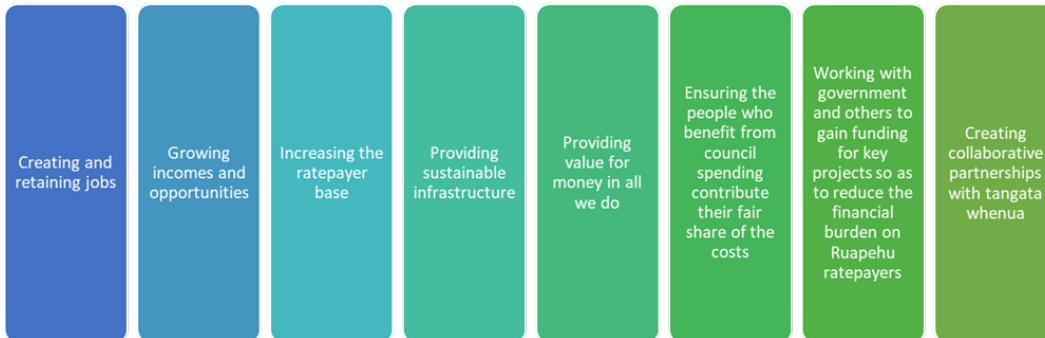 Creating and
retaining jobs
Growing
incomes and
opportunities
Increasing the
ratepayer
base
Providing
sustainable
infrastructure
Providing
value for
money in all
we do
Ensuring the
people who
benefit from
council
spending
contribute
their fair
share of the
costs
Working with
government
and others to
gain funding
for key
projects so as
to reduce the
financial
burden on
Ruapehu
ratepayers
Creating
collaborative
partnerships
with tangata
whenua